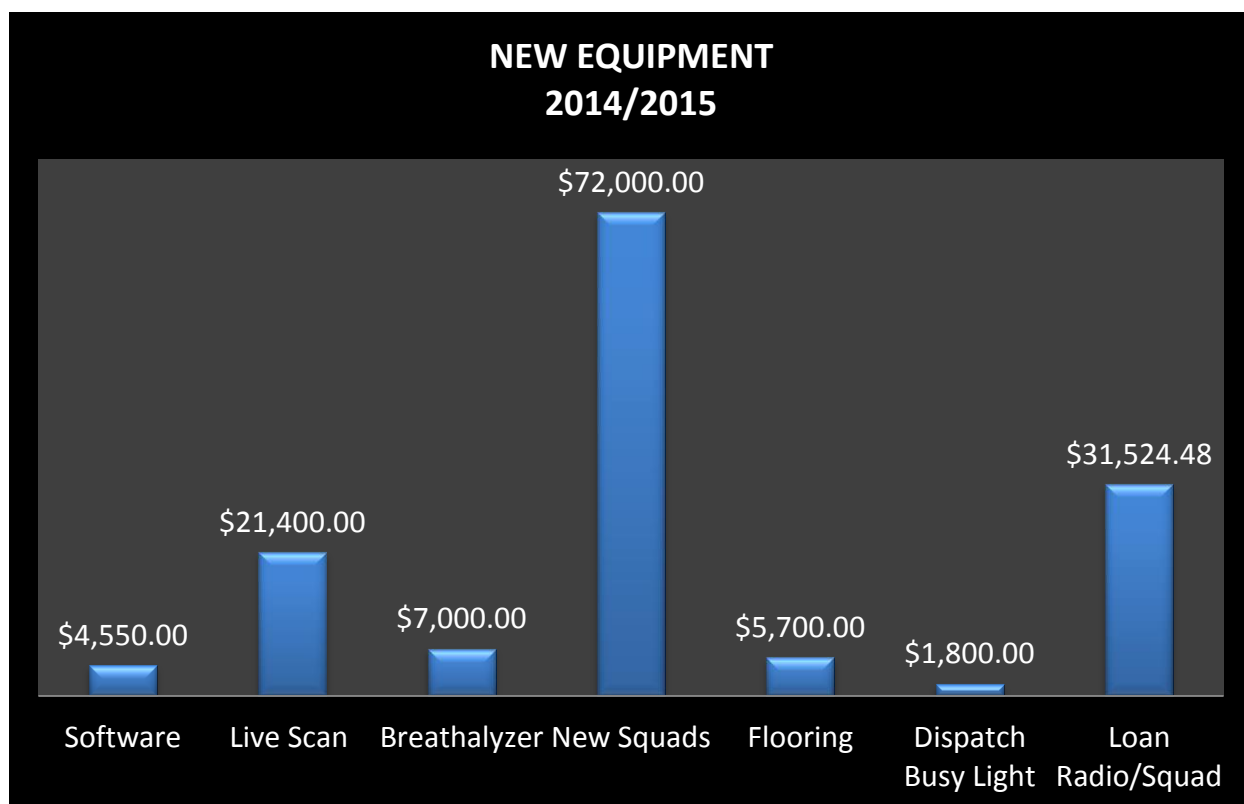 NEW EQUIPMENT
2014/2015
$72,000.00
$31,524.48
$21,400.00
$7,000.00
$5,700.00
$4,550.00
$1,800.00
Software
Live Scan
Breathalyzer
New Squads
Flooring
Dispatch
Busy Light
Loan
Radio/Squad